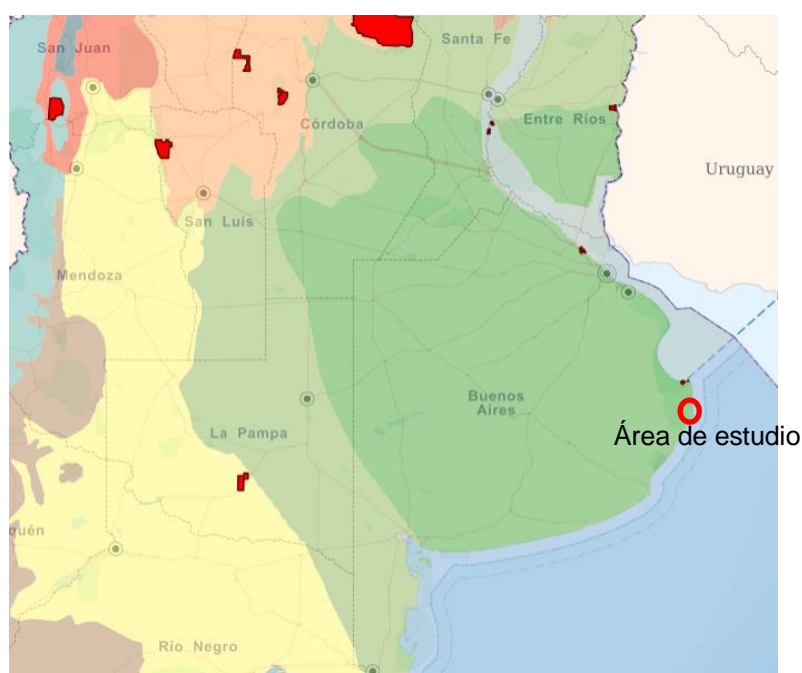 San Juan
Santa Fe
Córdoba
Entre Ríos
Uruguay
San Luis
Mendoza
Buenos
Aires
Área de estudio
La Pampa
quén
Río Negro